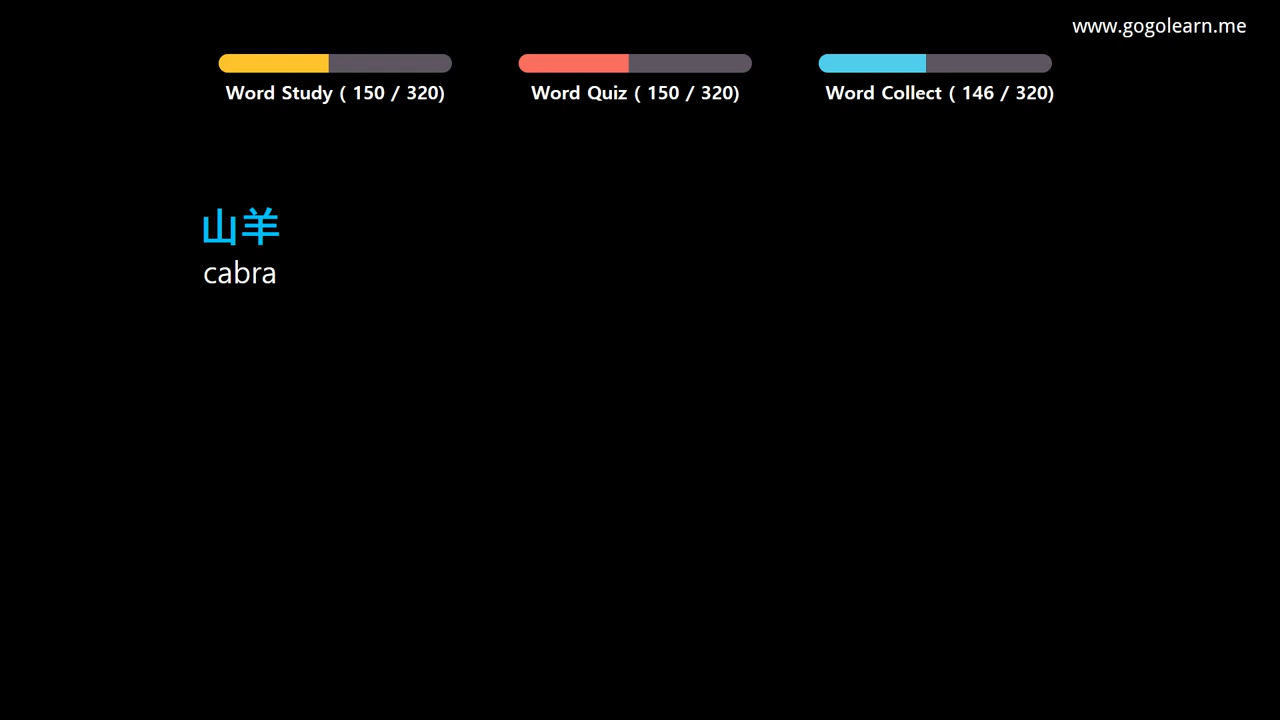 www.gogolearn.me
Word Study ( 150 / 320)
Word Quiz ( 150 / 320)
Word Collect ( 146 / 320)
山羊
cabra